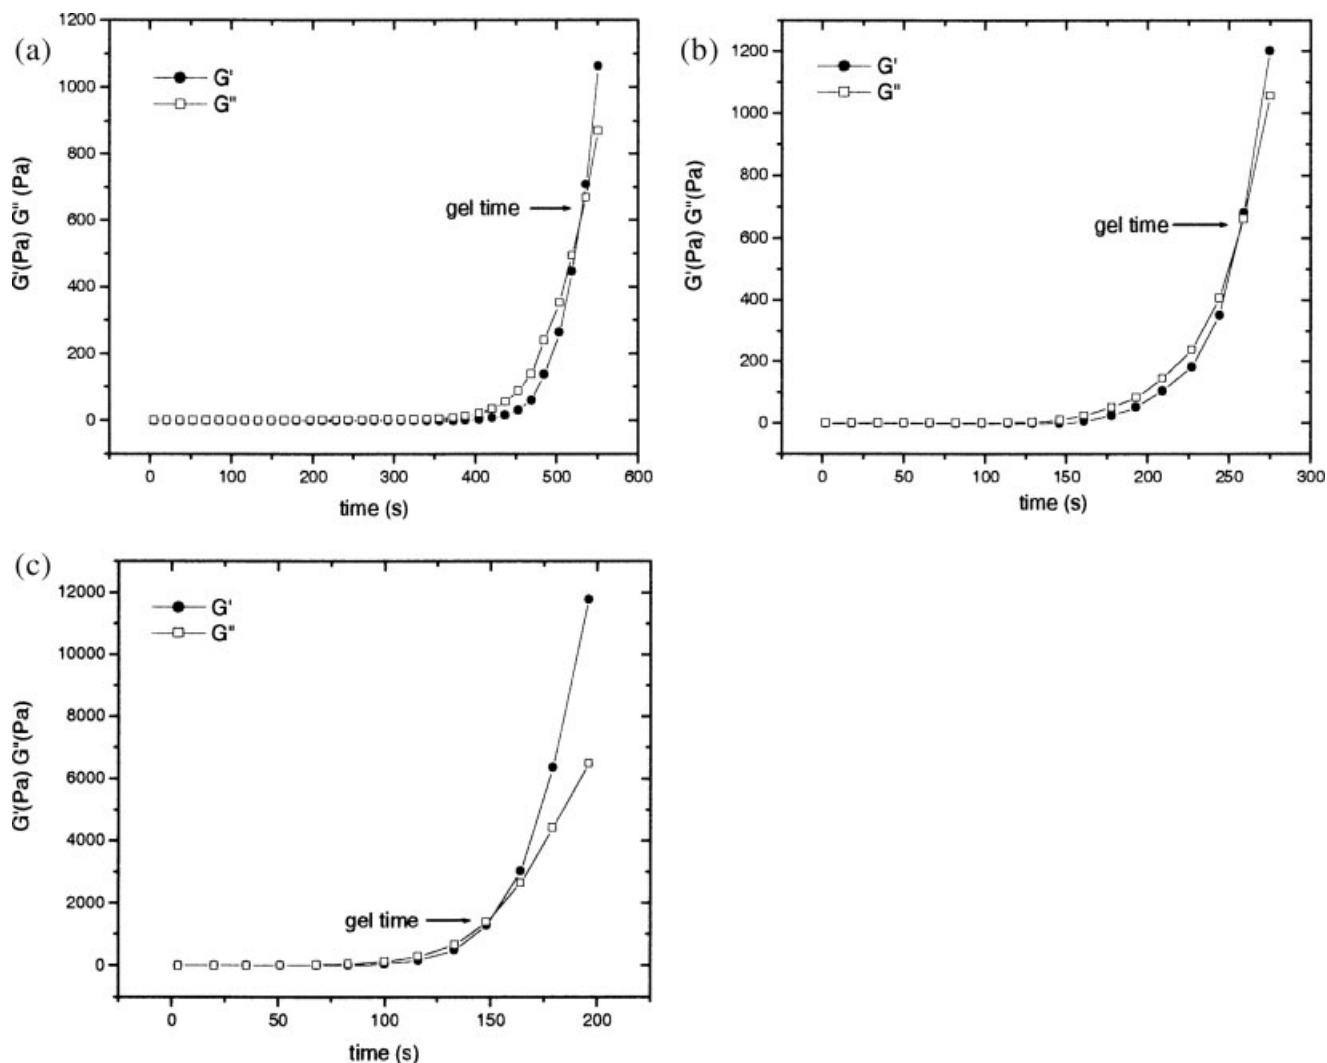 (a)
1200
1000
800
600
400
200
0
G'(Pa) G" (Pa)
G'
G"
gel time
0 100 200 300 400 500 600
time (s)
(b)
1200
1000
800
600
400
200
0
G'(Pa) G"(Pa)
G'
G"
gel time
0 50 100 150 200 250 300
time (s)
(c)
12000
10000
8000
6000
4000
2000
0
G'(Pa) G"(Pa)
G'
G"
gel time
0 50 100 150 200
time (s)